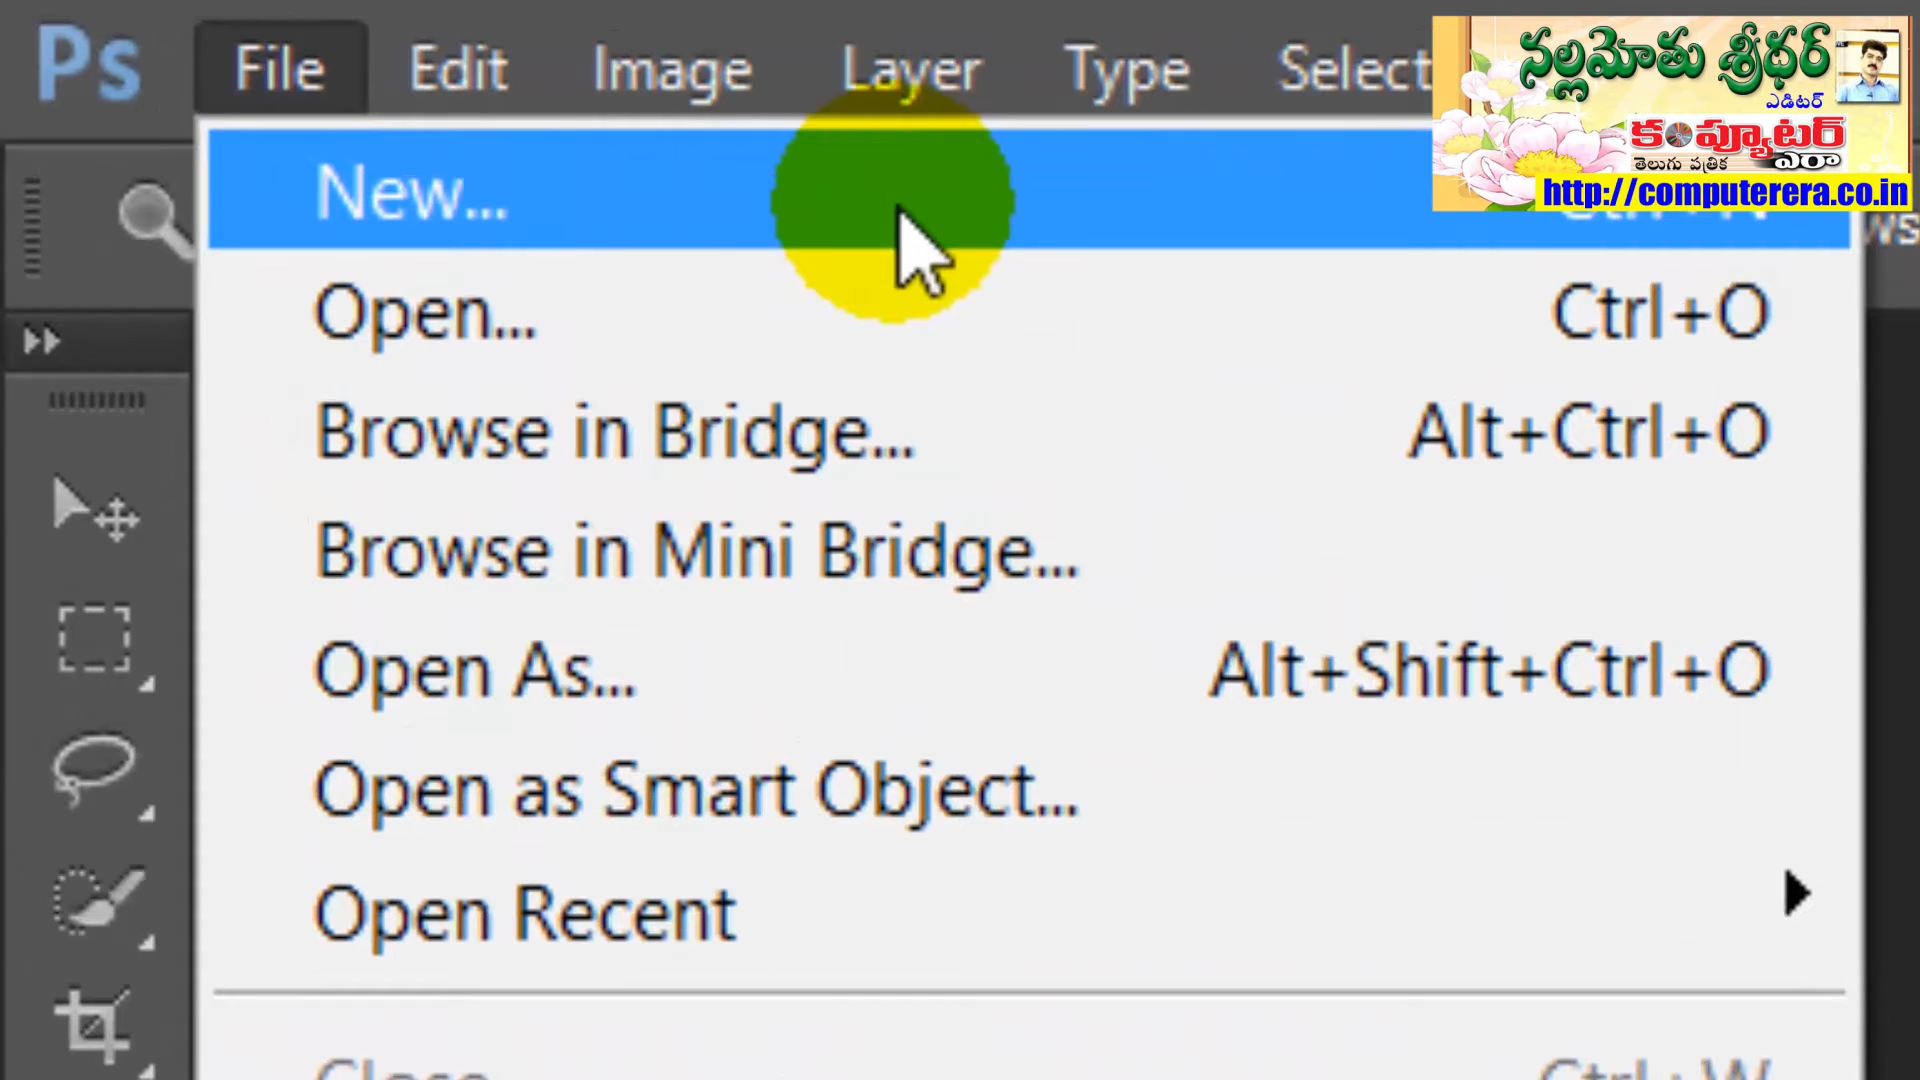 Ps File Edit Image Layer Type Select
నల్లమోతు శ్రీధర్
ఎడిటర్
కంప్యూటర్
ఎరా
తెలుగు పత్రిక
http://computerera.co.in
New...
Open... Ctrl+O
Browse in Bridge... Alt+Ctrl+O
Browse in Mini Bridge...
Open As... Alt+Shift+Ctrl+O
Open as Smart Object...
Open Recent
Close Ctrl+W